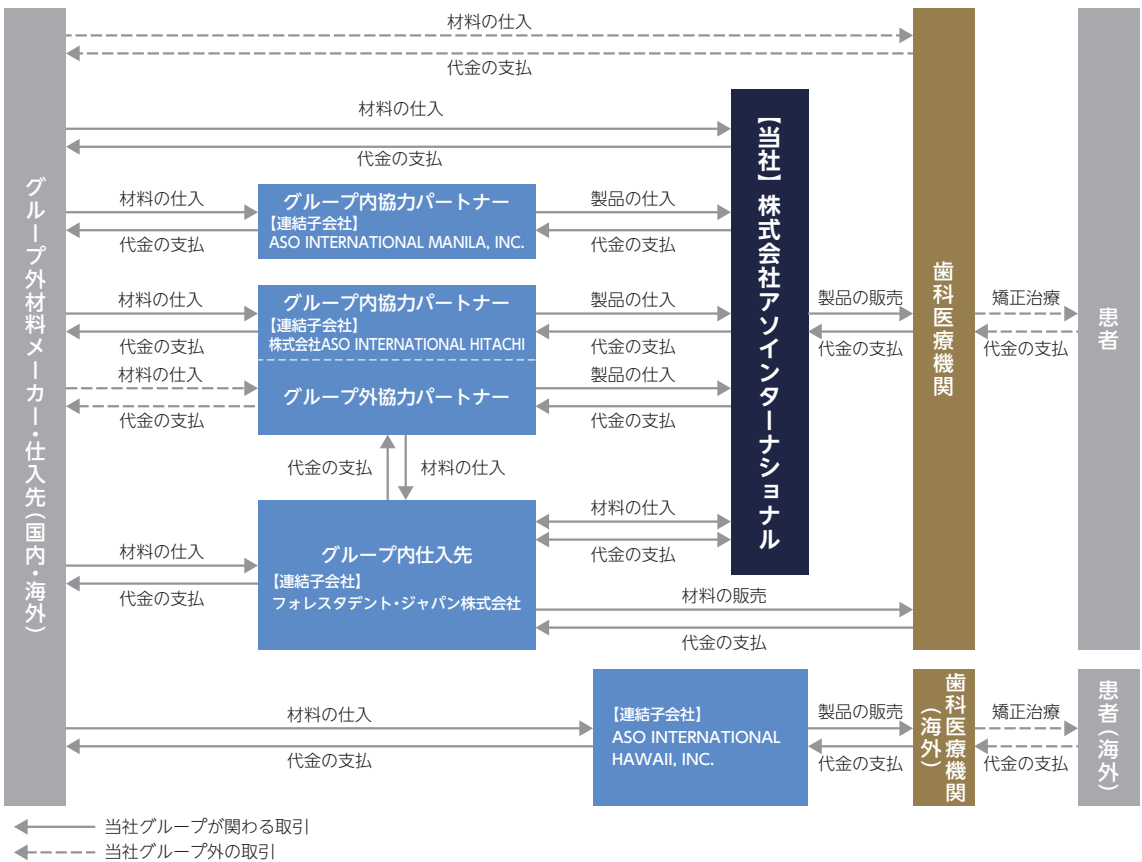 グループ外材料メーカー・仕入先(国内・海外)
材料の仕入
代金の支払
材料の仕入
代金の支払
材料の仕入
代金の支払
グループ内協力パートナー
【連結子会社】
ASO INTERNATIONAL MANILA, INC.
製品の仕入
代金の支払
材料の仕入
代金の支払
グループ内協力パートナー
【連結子会社】
株式会社ASO INTERNATIONAL HITACHI
製品の仕入
代金の支払
材料の仕入
代金の支払
グループ外協力パートナー
製品の仕入
代金の支払
代金の支払
材料の仕入
材料の仕入
代金の支払
グループ内仕入先
【連結子会社】
フォレスタデント・ジャパン株式会社
材料の仕入
代金の支払
材料の販売
代金の支払
【当社】株式会社アソインターナショナル
製品の販売
代金の支払
歯科医療機関
矯正治療
代金の支払
患者
材料の仕入
代金の支払
【連結子会社】
ASO INTERNATIONAL
HAWAII, INC.
製品の販売
代金の支払
歯科医療機関
(海外)
矯正治療
代金の支払
患者(海外)
当社グループが関わる取引
当社グループ外の取引